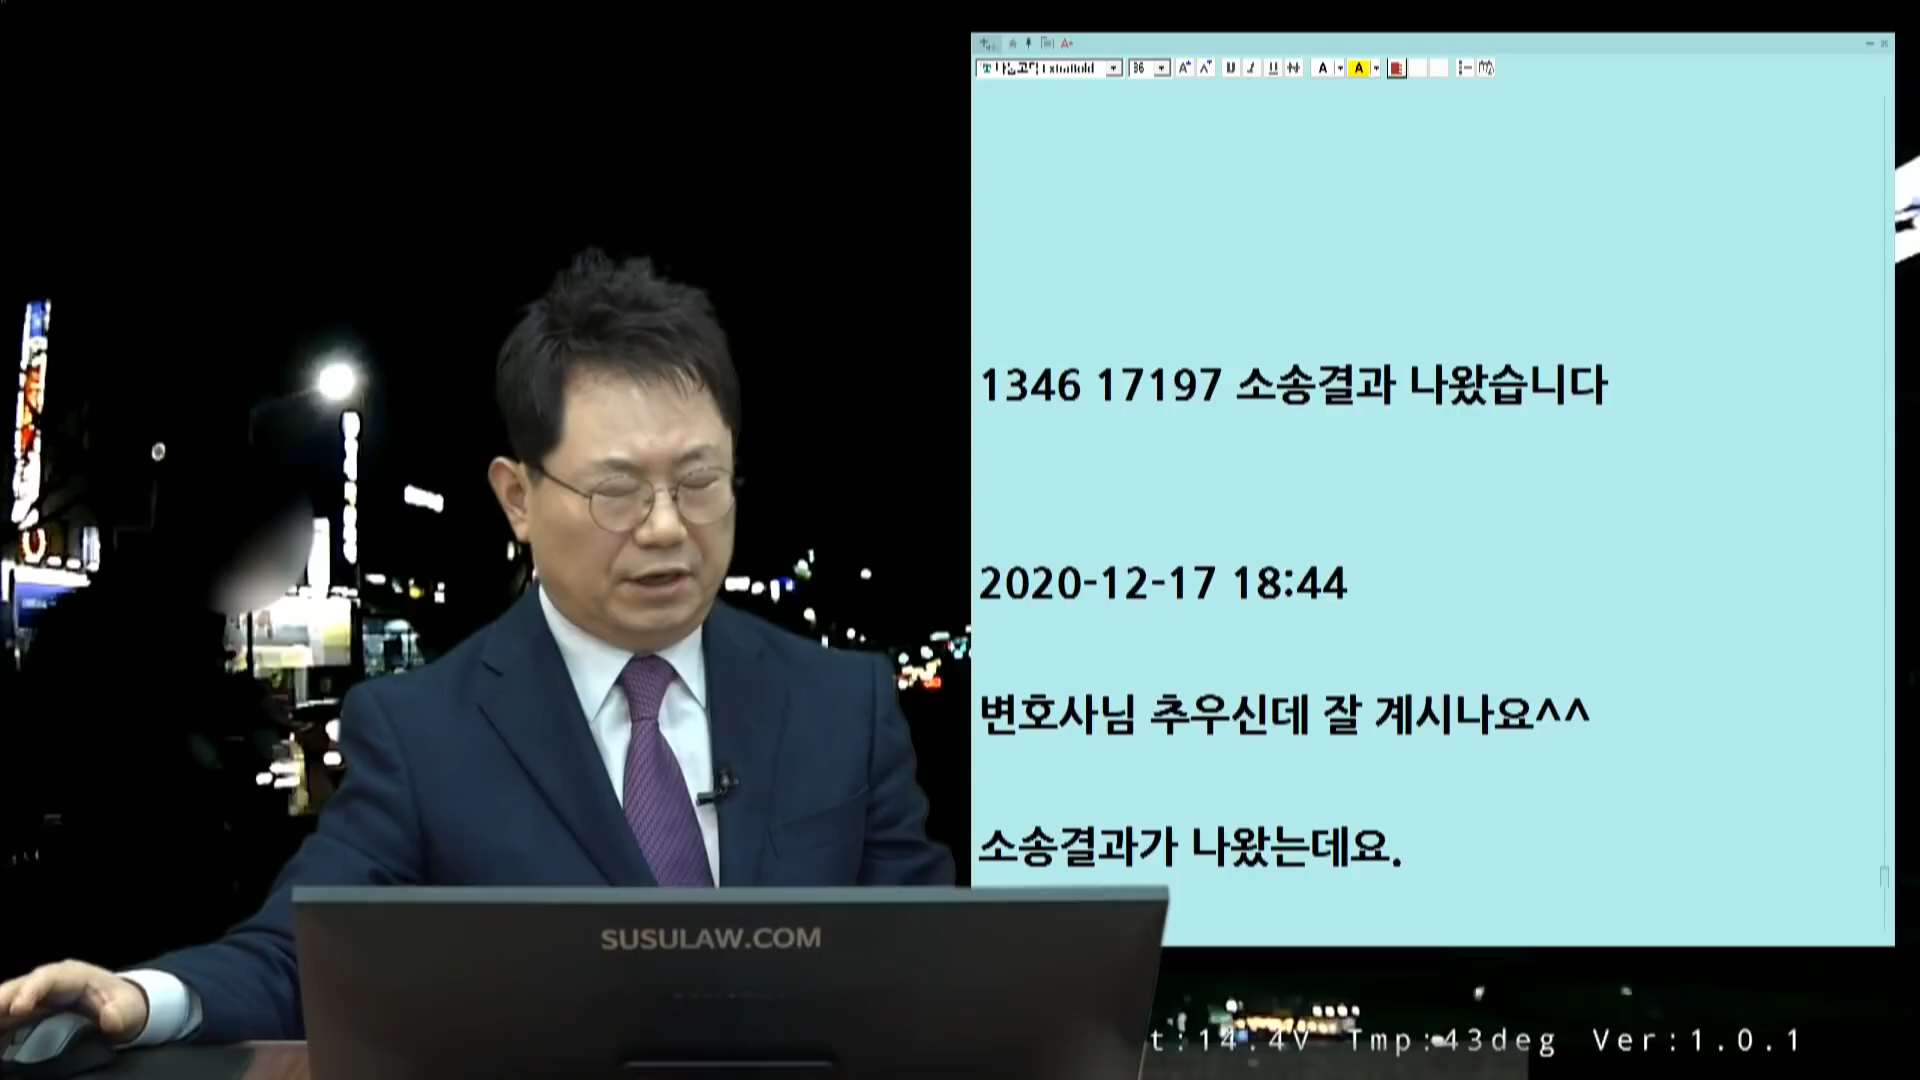 36
1346 17197 소송결과 나왔습니다
2020-12-17 18:44
변호사님 추우신데 잘 계시나요^^
소송결과가 나왔는데요.
SUSULAW.COM
t:14.4V Tmp:43deg Ver:1.0.1